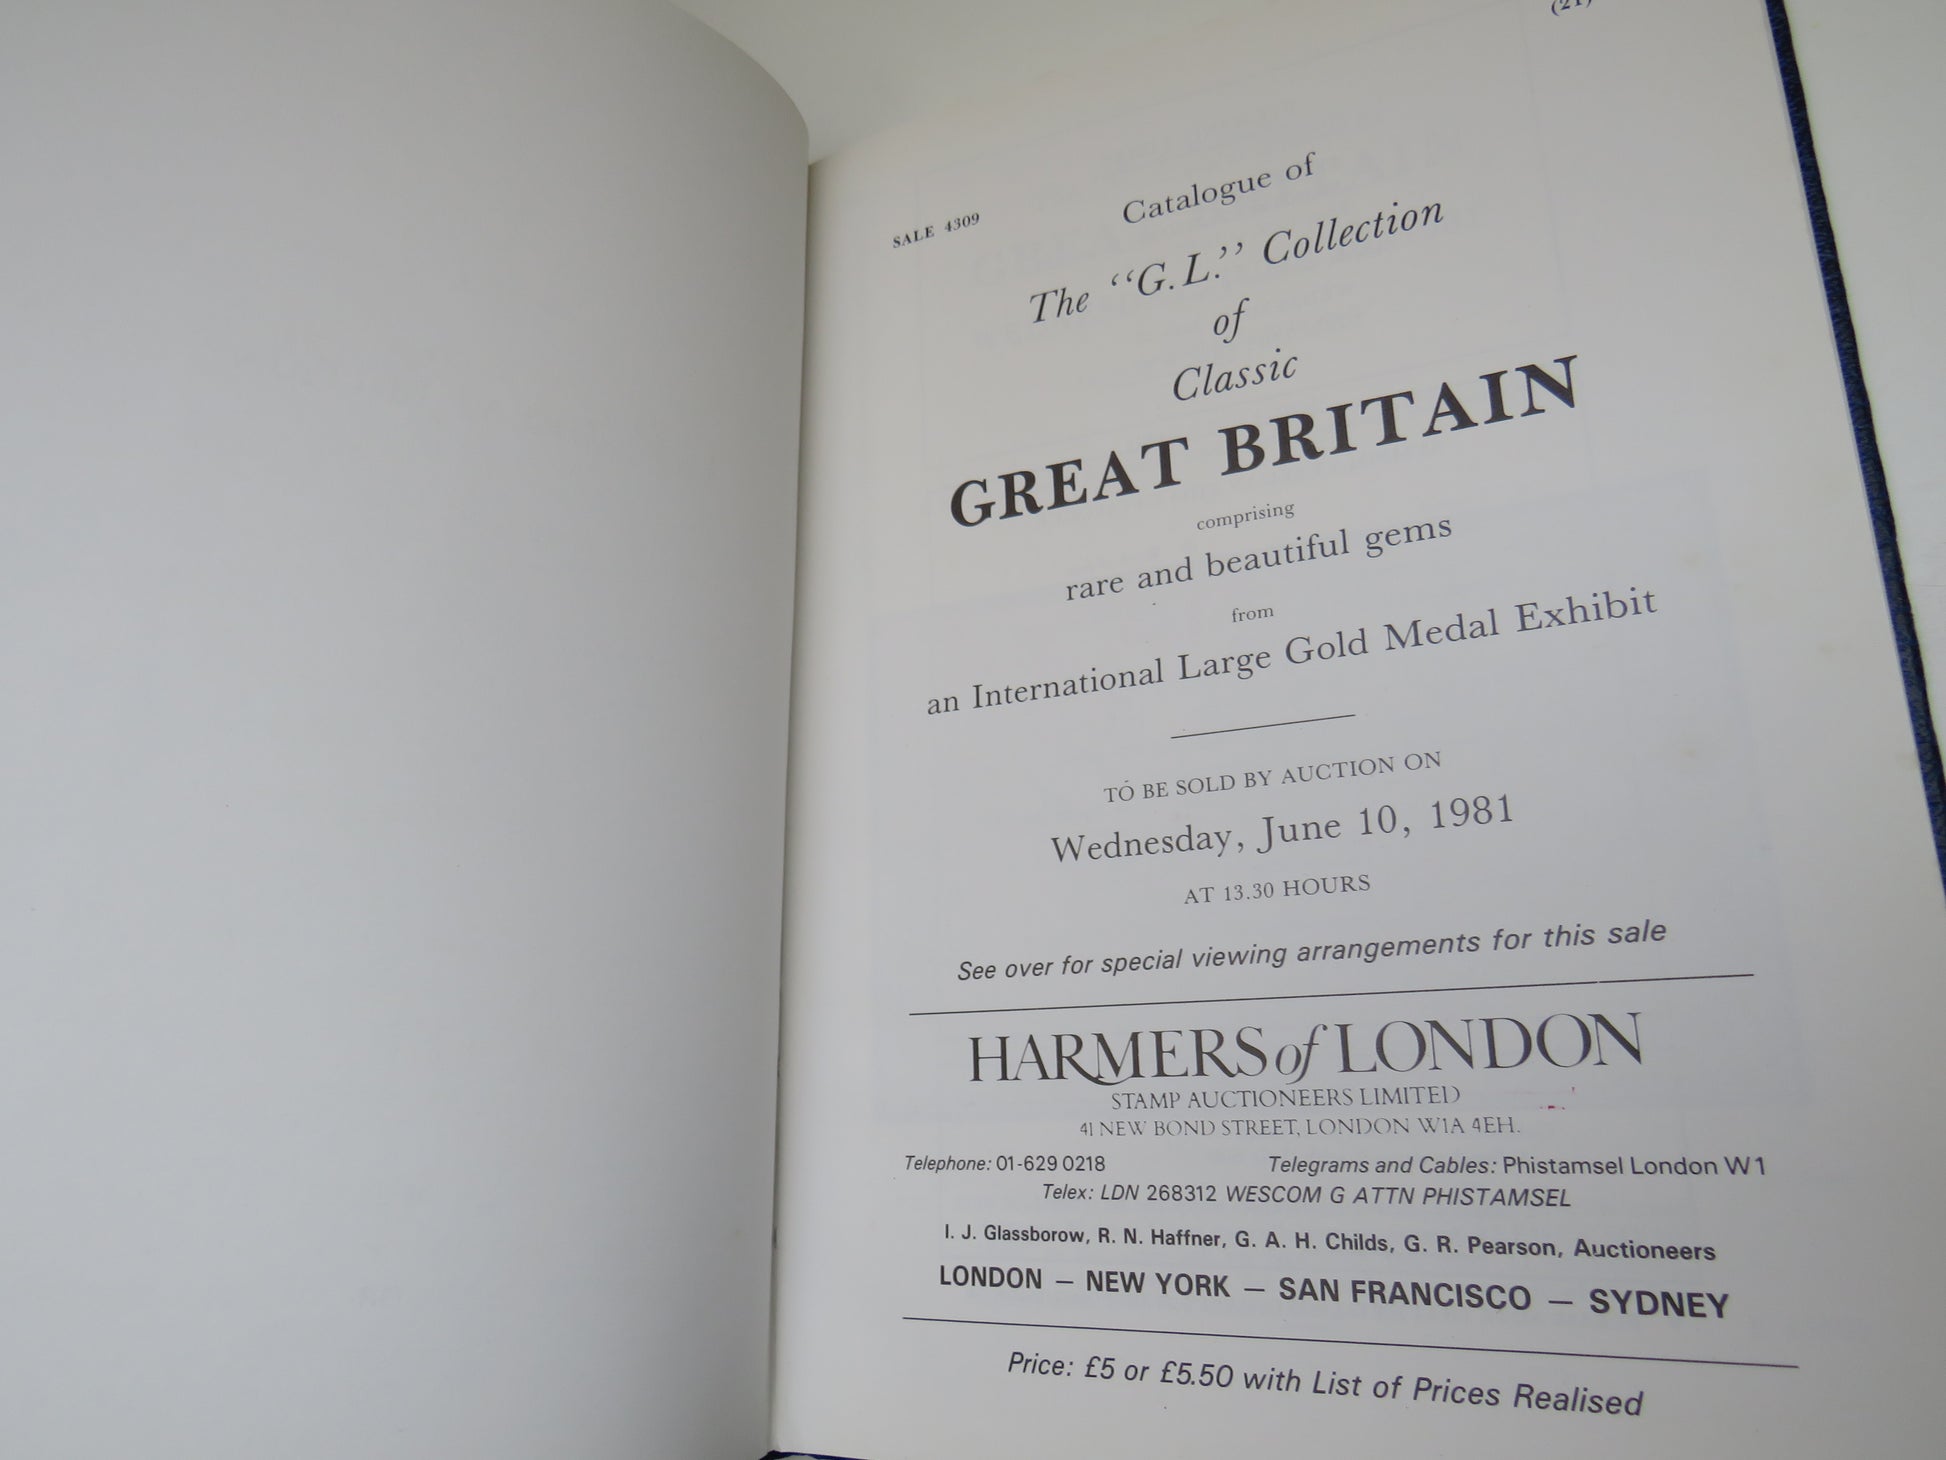 (21)
SALE 4309
Catalogue of
The “G.L.” Collection
of
Classic
GREAT BRITAIN
comprising
rare and beautiful gems
from
an International Large Gold Medal Exhibit
TO BE SOLD BY AUCTION ON
Wednesday, June 10, 1981
AT 13.30 HOURS
See over for special viewing arrangements for this sale
HARMERS of LONDON
STAMP AUCTIONEERS LIMITED
41 NEW BOND STREET, LONDON W1A 4EH.
Telephone: 01-629 0218 Telegrams and Cables: Phistamsel London W1
Telex: LDN 268312 WESCOM G ATTN PHISTAMSEL
I. J. Glassborow, R. N. Haffner, G. A. H. Childs, G. R. Pearson, Auctioneers
LONDON — NEW YORK — SAN FRANCISCO — SYDNEY
Price: £5 or £5.50 with List of Prices Realised